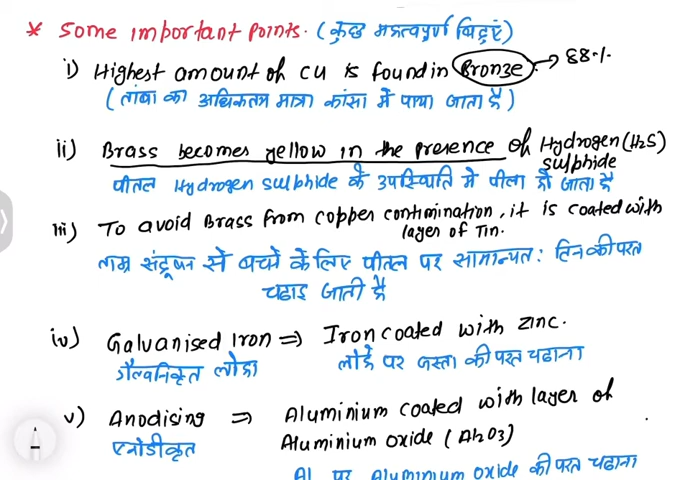 * Some important Points. (कुछ महत्वपूर्ण बिंदुएं)
i) Highest amount of Cu is found in Bronze → 88.1.
(तांबा का अधिकतम मात्रा कांसा में पाया जाता है)
ii) Brass becomes yellow in the presence of Hydrogen (H2S)
sulphide
पीतल Hydrogen sulphide के उपस्थिति में पीला हो जाता है
iii) To avoid Brass from copper contimination, it is coated with
layer of Tin.
ताम्र संदूषन से बचने के लिए पीतल पर सामान्यत: टिन की परत
चढाइ जाती है
iv) Galvanised Iron ⇒ Iron coated with zinc.
गैल्वनिकृत लोहा लोहे पर जस्ता की परत चढाना
v) Anodising ⇒ Aluminium coated with layer of
एनोडीकृत Aluminium oxide (Al2O3)
Al पर Aluminium oxide की परत चढाना